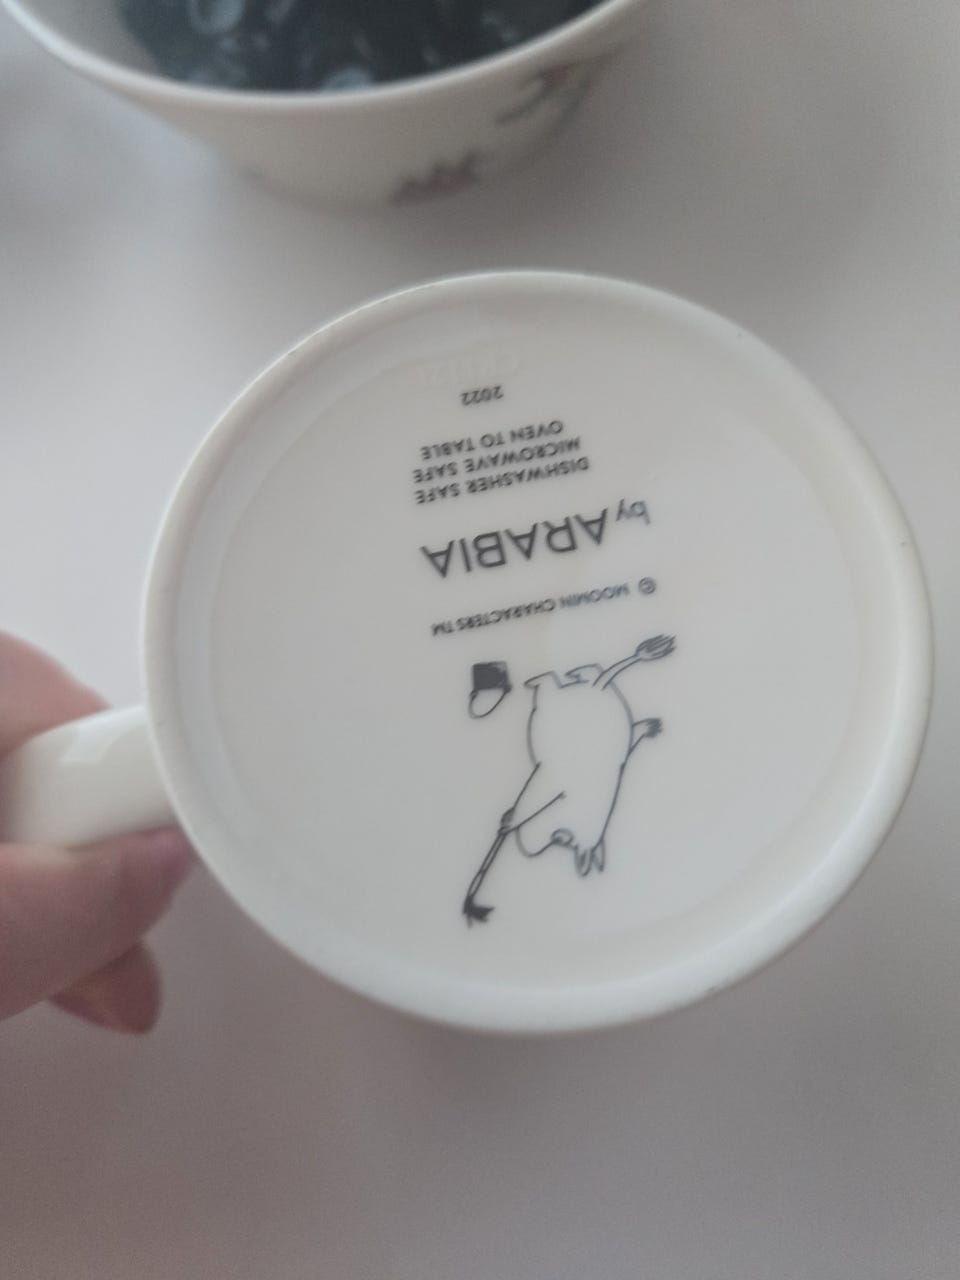 © MOOMIN CHARACTERS TM
by ARABIA
DISHWASHER SAFE
MICROWAVE SAFE
OVEN TO TABLE
2022